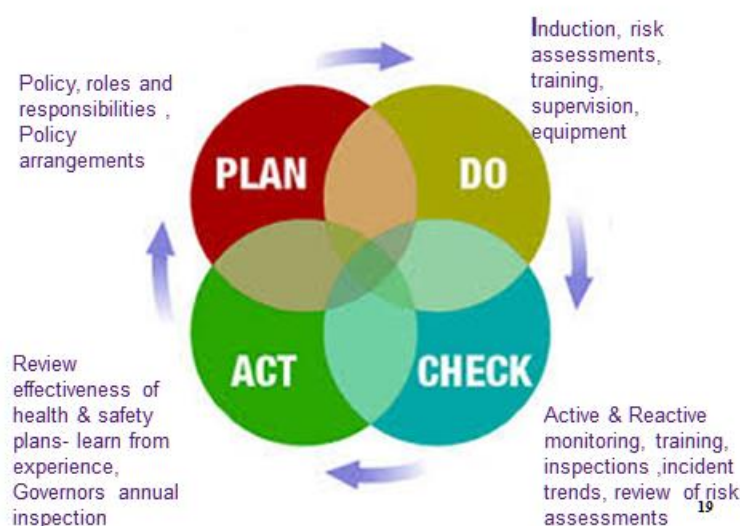 Policy, roles and
responsibilities ,
Policy
arrangements
Induction, risk
assessments,
training,
supervision,
equipment
PLAN
DO
ACT
CHECK
Review
effectiveness of
health & safety
plans- learn from
experience,
Governors annual
inspection
Active & Reactive
monitoring, training,
inspections ,incident
trends, review of risk
assessments
19